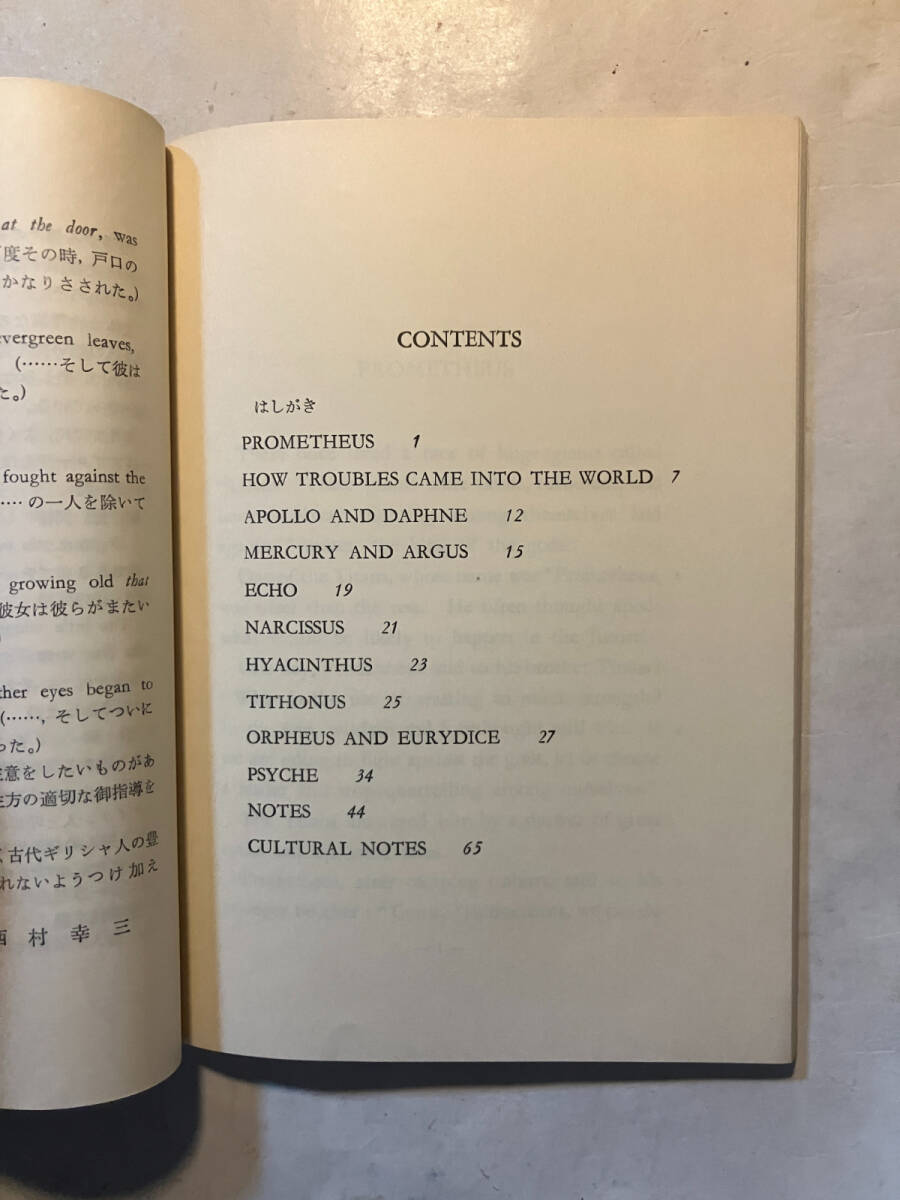 at the door, was
度その時，戸口の
かなりさされた。)
evergreen leaves,
(……そして彼は
た。)
fought against the
……の一人を除いて
growing old that
彼女は彼らがまたい
)
ther eyes began to
(……，そしてついに
った。)
意をしたいものがあ
方の適切な御指導を
古代ギリシャ人の豊
れないようつけ加え
西村幸三
CONTENTS
はしがき
PROMETHEUS 1
HOW TROUBLES CAME INTO THE WORLD 7
APOLLO AND DAPHNE 12
MERCURY AND ARGUS 15
ECHO 19
NARCISSUS 21
HYACINTHUS 23
TITHONUS 25
ORPHEUS AND EURYDICE 27
PSYCHE 34
NOTES 44
CULTURAL NOTES 65